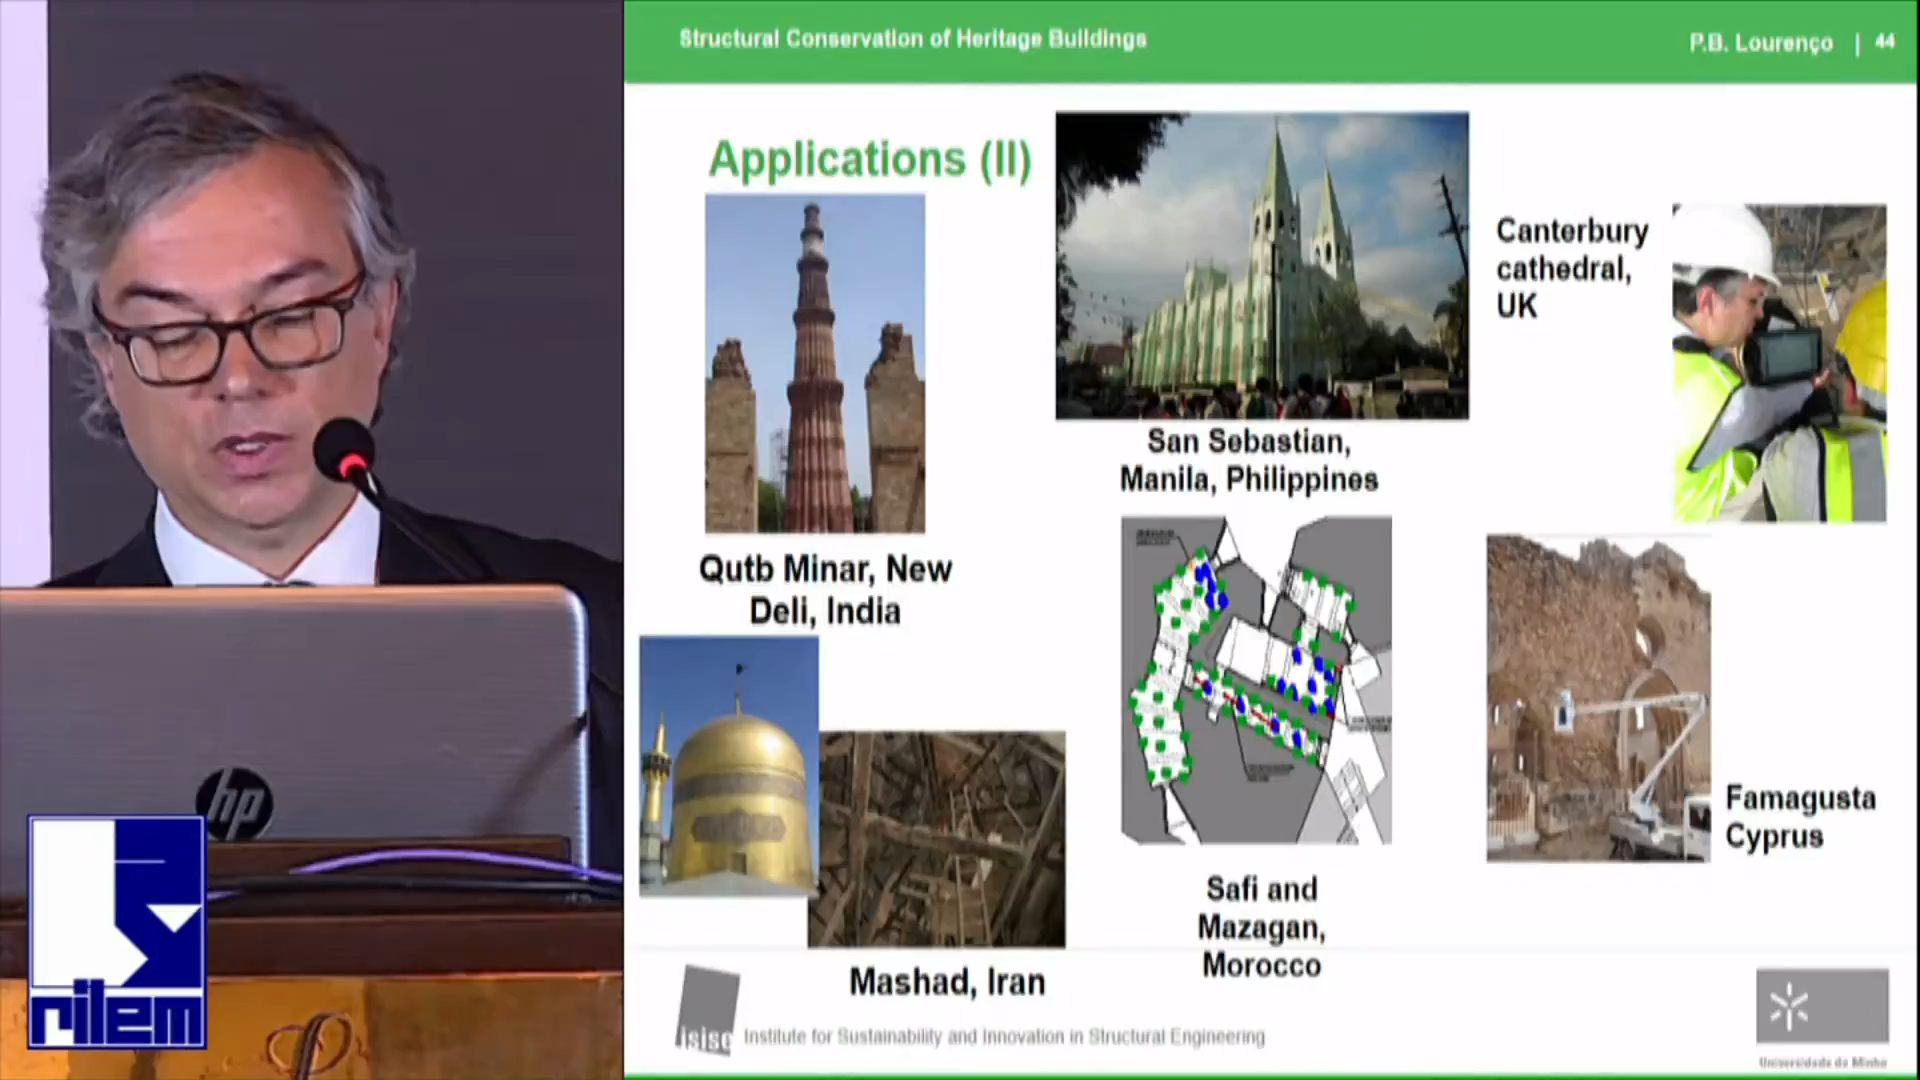 Structural Conservation of Heritage Buildings
P.B. Lourenço | 44
Applications (II)
Canterbury
cathedral,
UK
San Sebastian,
Manila, Philippines
Qutb Minar, New
Deli, India
Famagusta
Cyprus
Safi and
Mazagan,
Morocco
Mashad, Iran
hp
rilem
isise
Institute for Sustainability and Innovation in Structural Engineering
Universidade do Minho